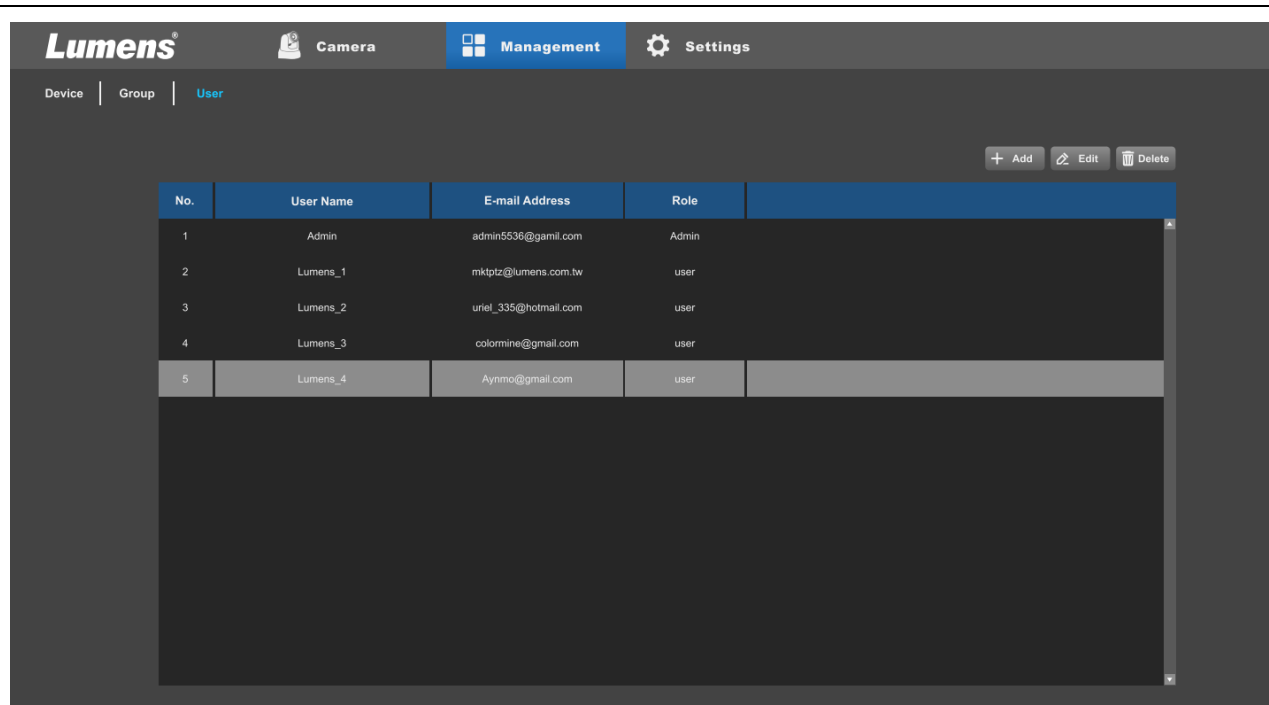 Lumens® Camera Management Settings
Device Group User
Add Edit Delete
No. User Name E-mail Address Role
1 Admin admin5536@gamil.com Admin
2 Lumens_1 mktptz@lumens.com.tw user
3 Lumens_2 uriel_335@hotmail.com user
4 Lumens_3 colormine@gmail.com user
5 Lumens_4 Aynmo@gmail.com user